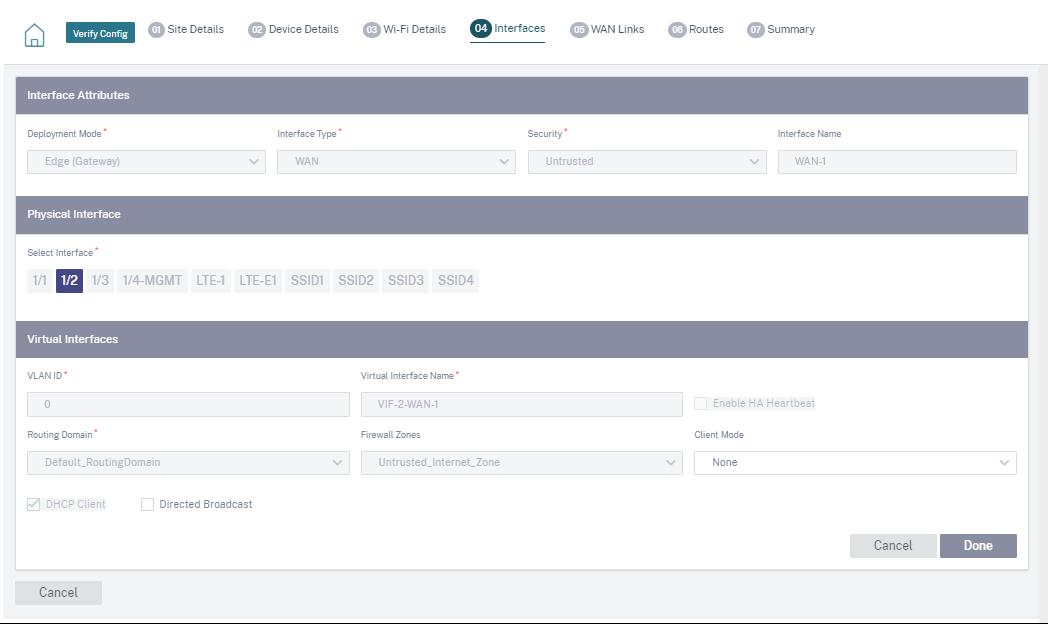 Verify Config 01 Site Details 02 Device Details 03 Wi-Fi Details 04 Interfaces 05 WAN Links 06 Routes 07 Summary
Interface Attributes
Deployment Mode * Interface Type * Security * Interface Name
Edge (Gateway) WAN Untrusted WAN-1
Physical Interface
Select Interface *
1/1 1/2 1/3 1/4-MGMT LTE-1 LTE-E1 SSID1 SSID2 SSID3 SSID4
Virtual Interfaces
VLAN ID * Virtual Interface Name *
0 VIF-2-WAN-1 Enable HA Heartbeat
Routing Domain * Firewall Zones Client Mode
Default_RoutingDomain Untrusted_Internet_Zone None
DHCP Client Directed Broadcast
Cancel Done
Cancel